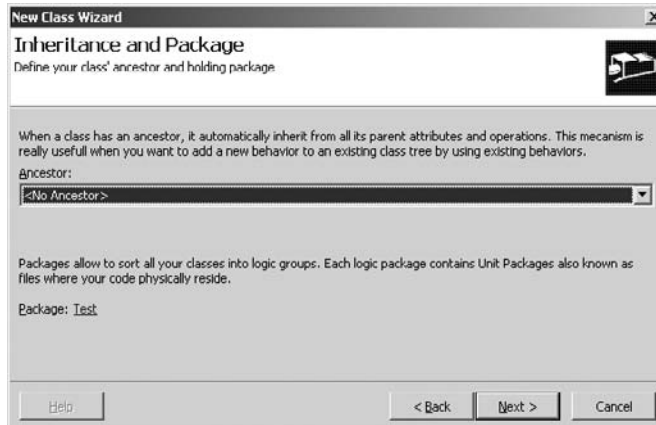 New Class Wizard
Inheritance and Package
Define your class' ancestor and holding package
When a class has an ancestor, it automatically inherit from all its parent attributes and operations. This mecanism is
really usefull when you want to add a new behavior to an existing class tree by using existing behaviors.
Ancestor:
<No Ancestor>
Packages allow to sort all your classes into logic groups. Each logic package contains Unit Packages also known as
files where your code physically reside.
Package: Test
Help
< Back
Next >
Cancel